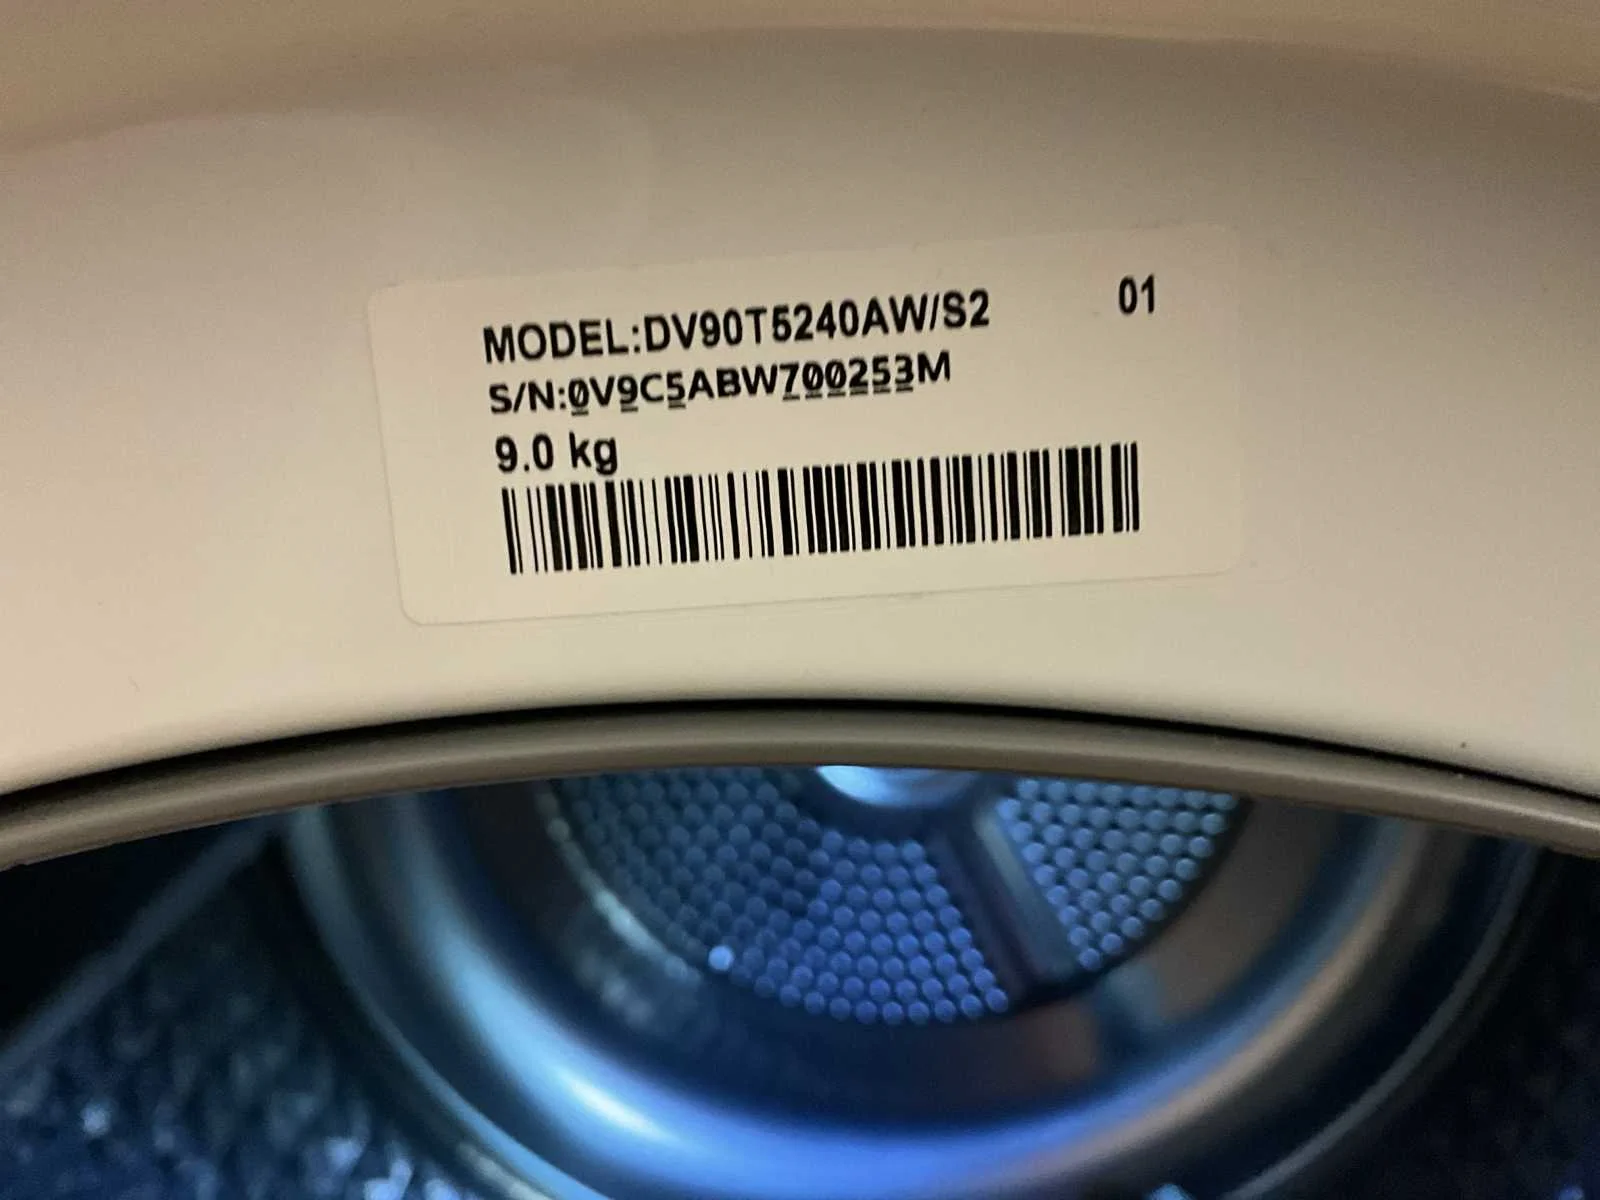 MODEL:DV90T5240AW/S2 01
S/N:0V9C5ABW700253M
9.0 kg